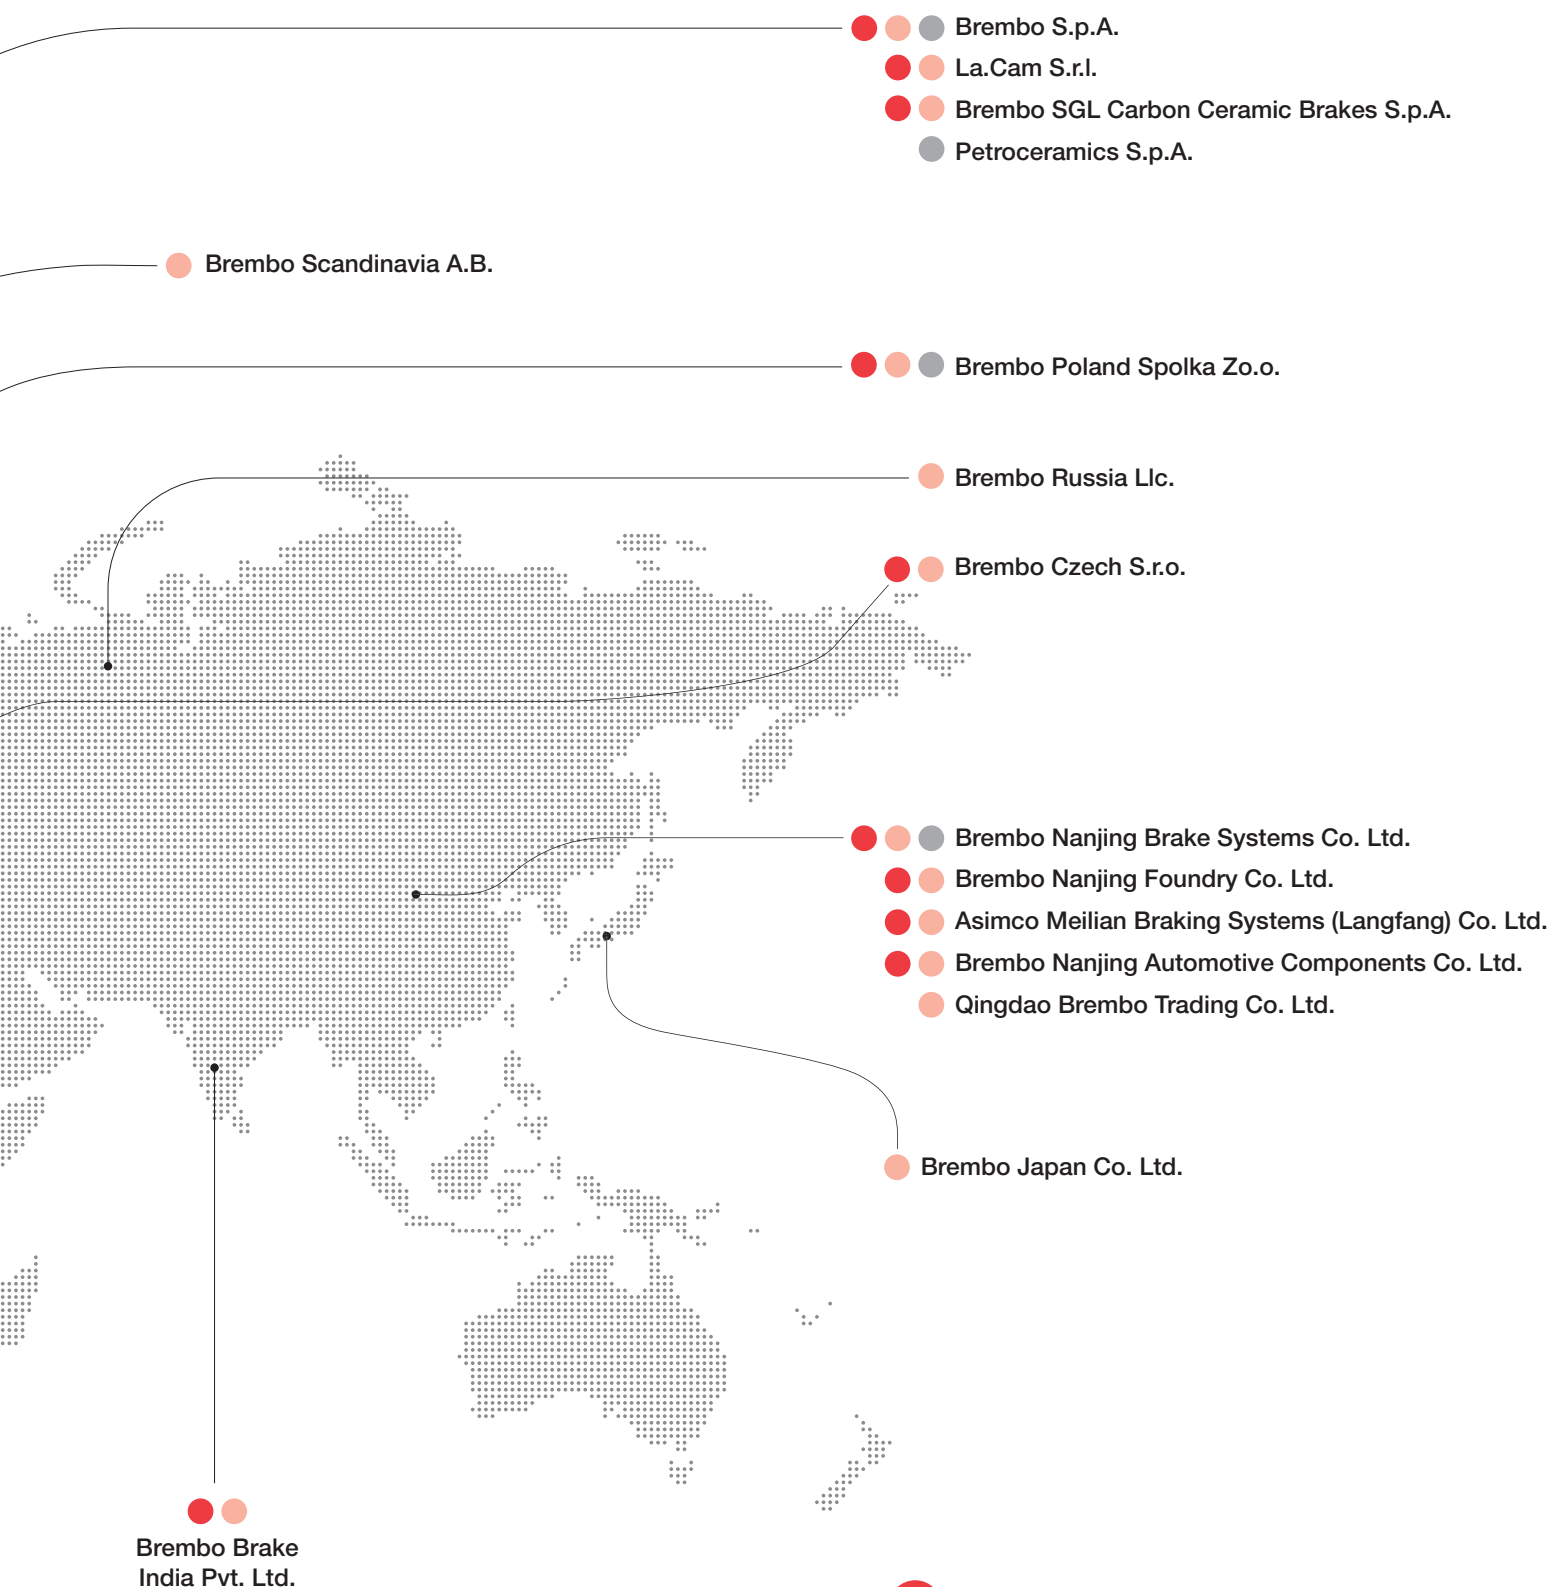 Brembo S.p.A.
La.Cam S.r.l.
Brembo SGL Carbon Ceramic Brakes S.p.A.
Petroceramics S.p.A.
Brembo Scandinavia A.B.
Brembo Poland Spolka Zo.o.
Brembo Russia Llc.
Brembo Czech S.r.o.
Brembo Nanjing Brake Systems Co. Ltd.
Brembo Nanjing Foundry Co. Ltd.
Asimco Meilian Braking Systems (Langfang) Co. Ltd.
Brembo Nanjing Automotive Components Co. Ltd.
Qingdao Brembo Trading Co. Ltd.
Brembo Japan Co. Ltd.
Brembo Brake
India Pvt. Ltd.